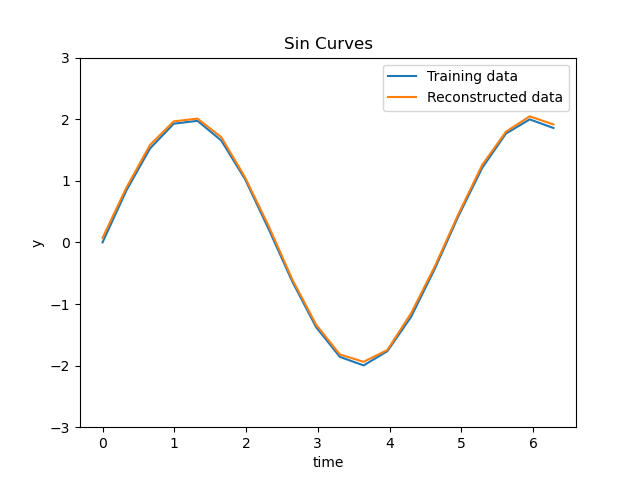 Sin Curves
Training data
Reconstructed data
3
2
1
0
−1
−2
−3
y
0 1 2 3 4 5 6
time